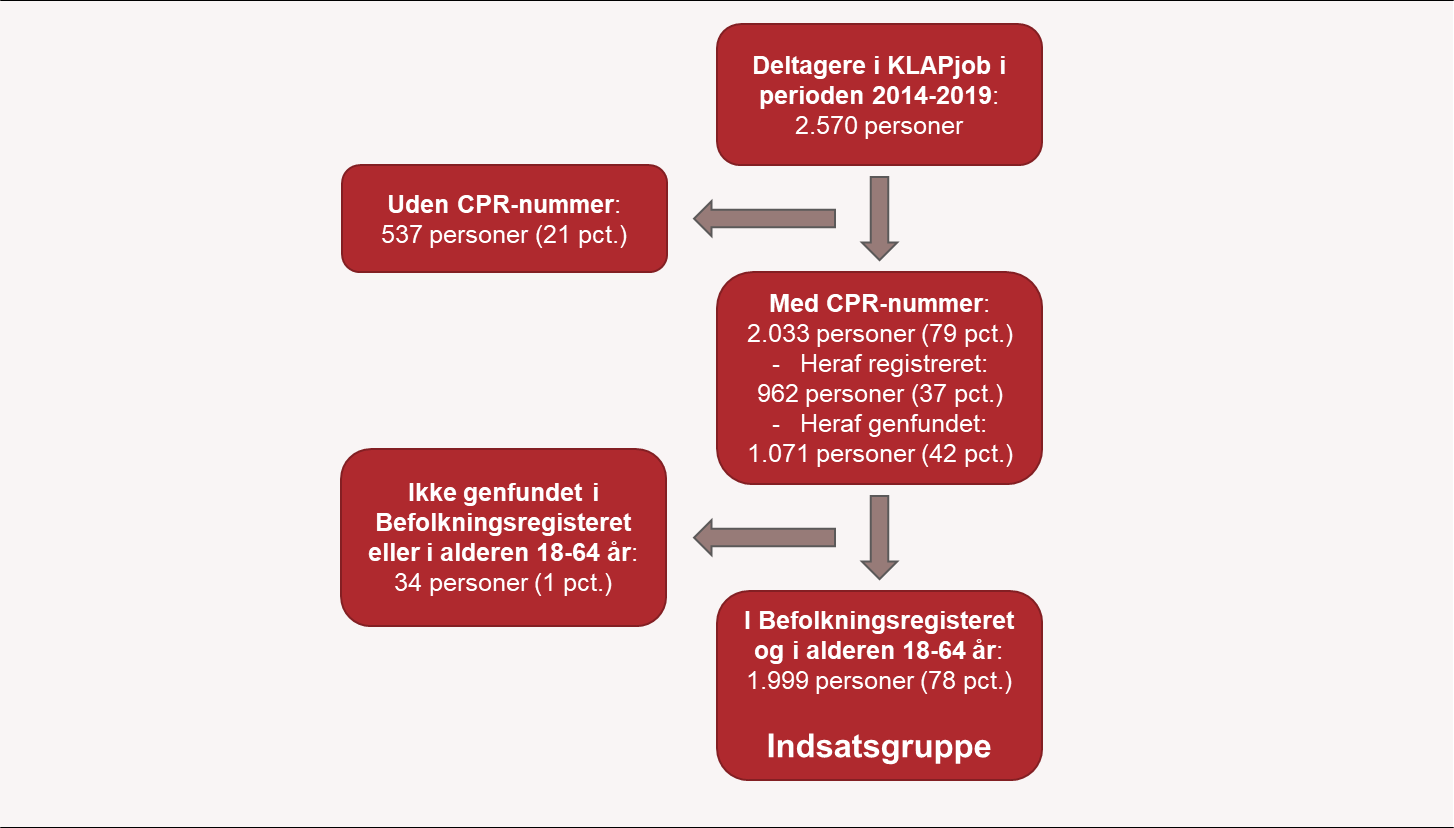 Deltagere i KLAPjob i
perioden 2014-2019:
2.570 personer
Uden CPR-nummer:
537 personer (21 pct.)
Med CPR-nummer:
2.033 personer (79 pct.)
- Heraf registreret:
962 personer (37 pct.)
- Heraf genfundet:
1.071 personer (42 pct.)
Ikke genfundet i
Befolkningsregisteret
eller i alderen 18-64 år:
34 personer (1 pct.)
I Befolkningsregisteret
og i alderen 18-64 år:
1.999 personer (78 pct.)
Indsatsgruppe